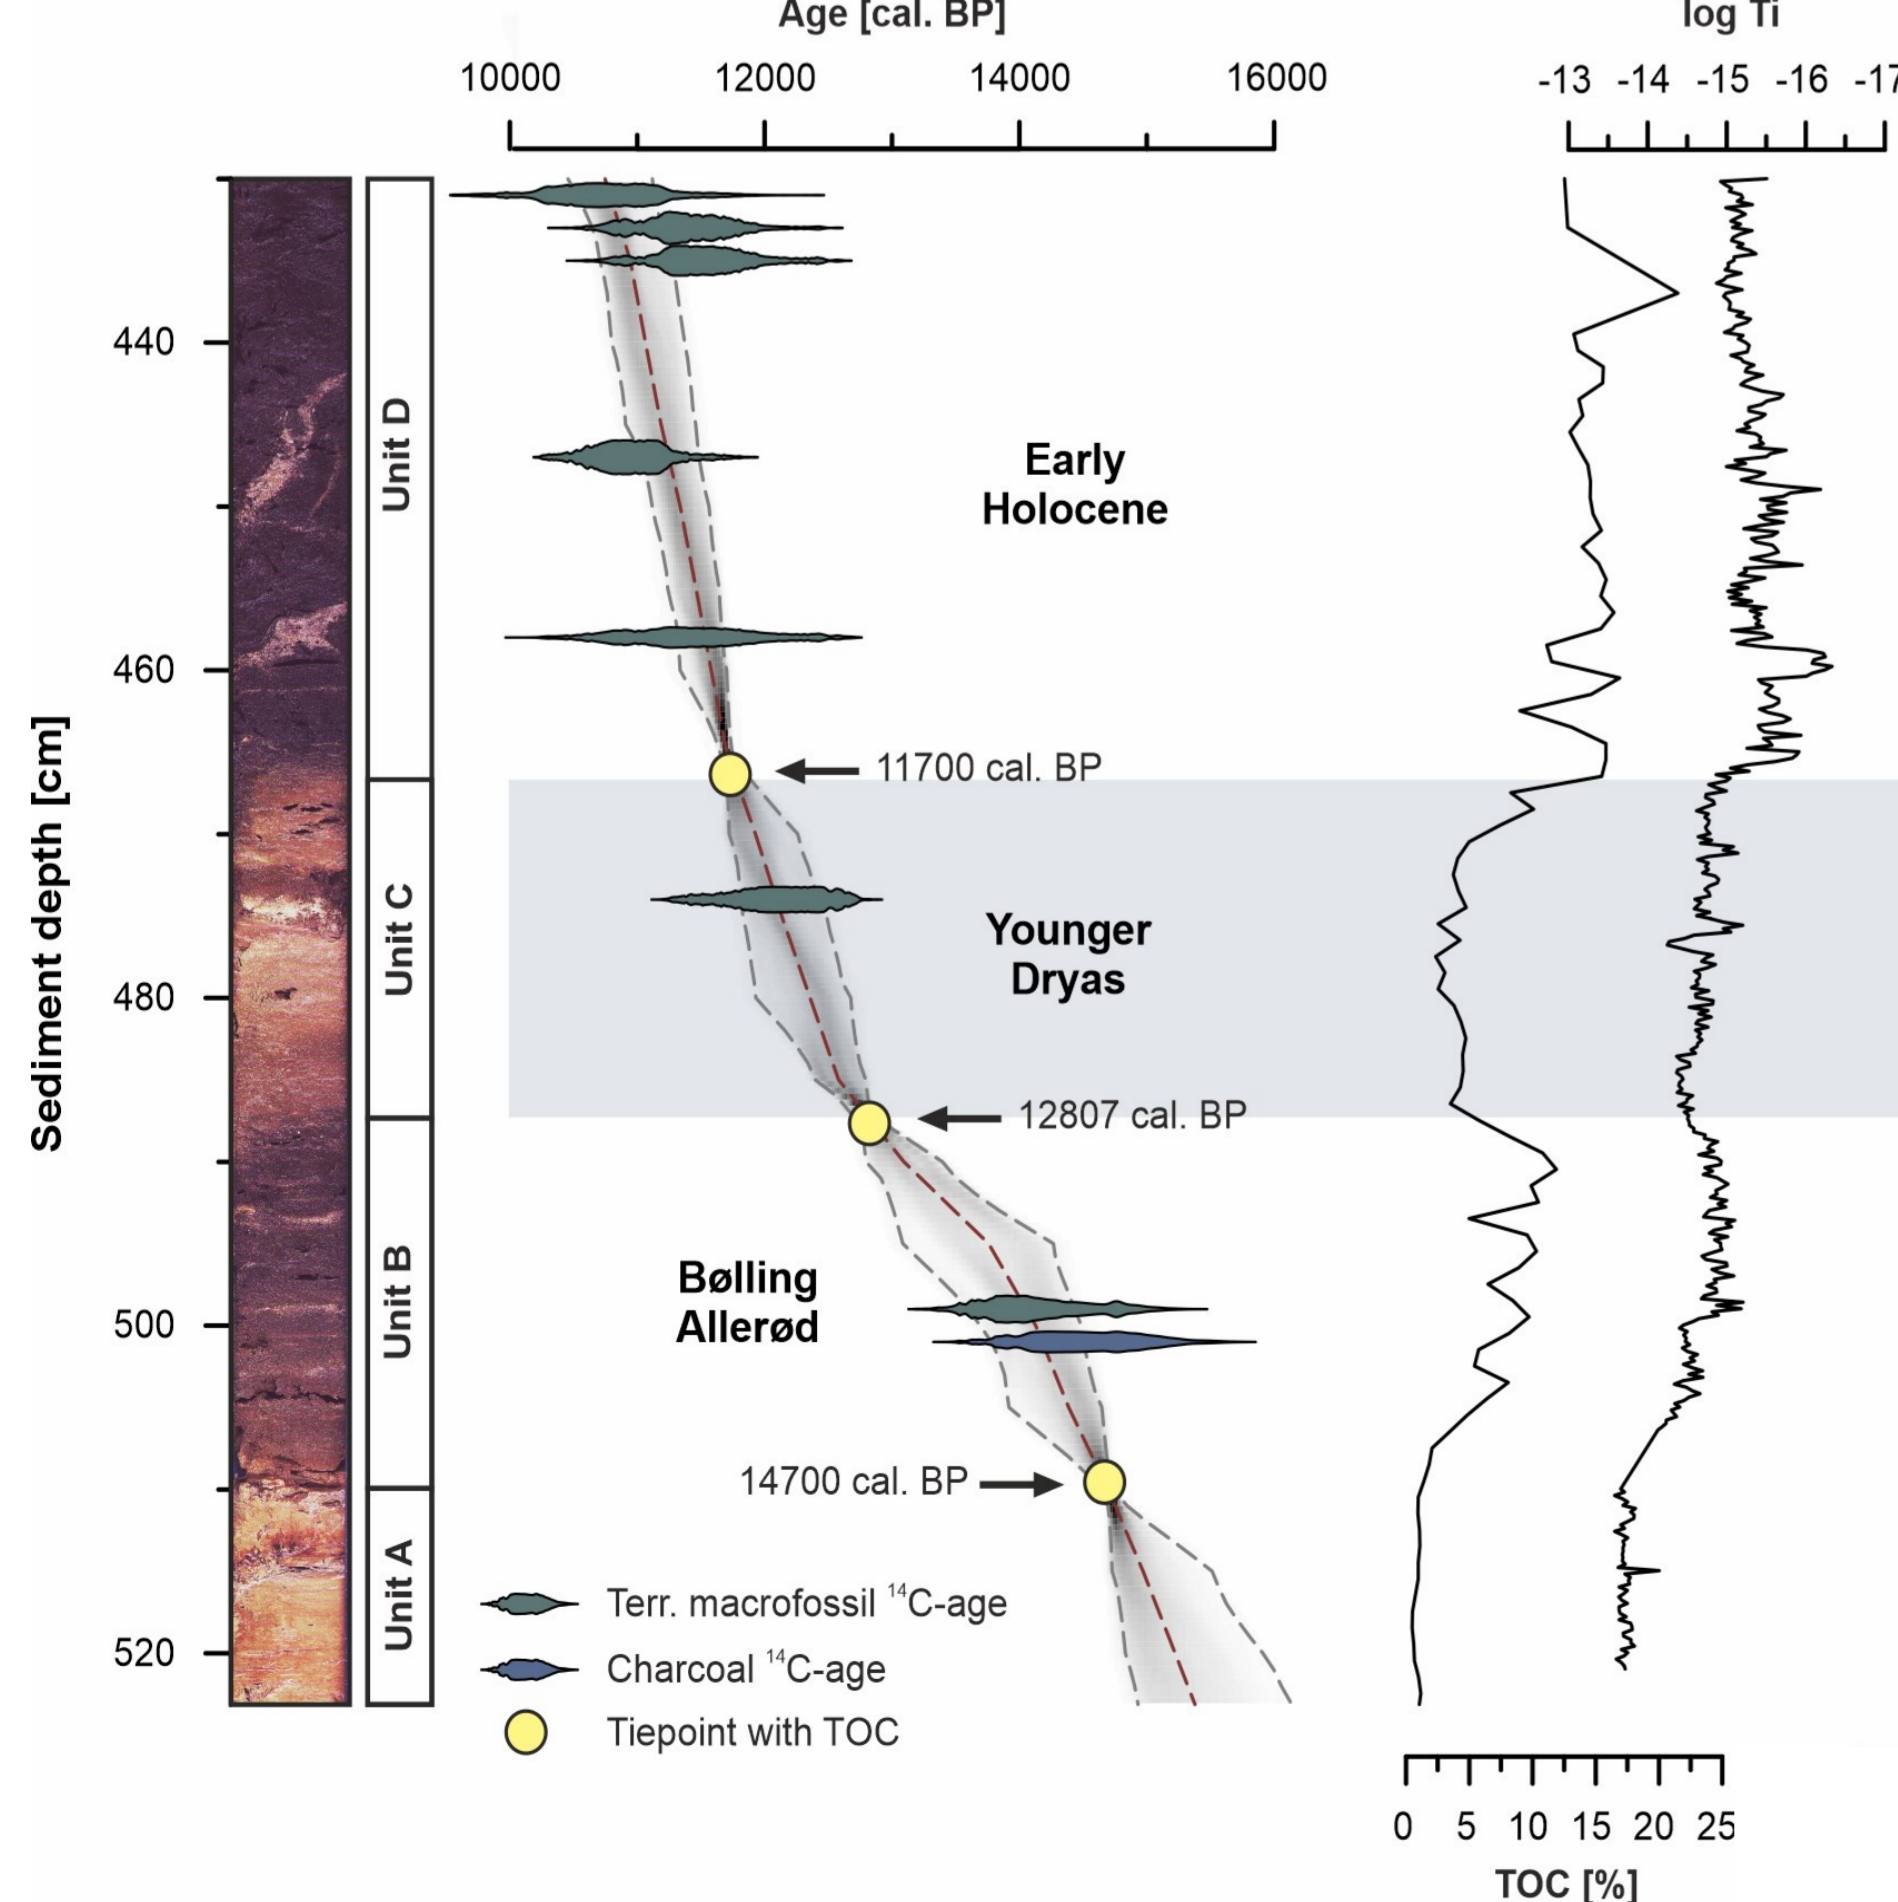 Age [cal. BP]
log Ti
10000 12000 14000 16000
-13 -14 -15 -16 -17
Sediment depth [cm]
440
460
480
500
520
Unit D
Unit C
Unit B
Unit A
Early
Holocene
11700 cal. BP
Younger
Dryas
12807 cal. BP
Bølling
Allerød
14700 cal. BP
Terr. macrofossil ¹⁴C-age
Charcoal ¹⁴C-age
Tiepoint with TOC
0 5 10 15 20 25
TOC [%]